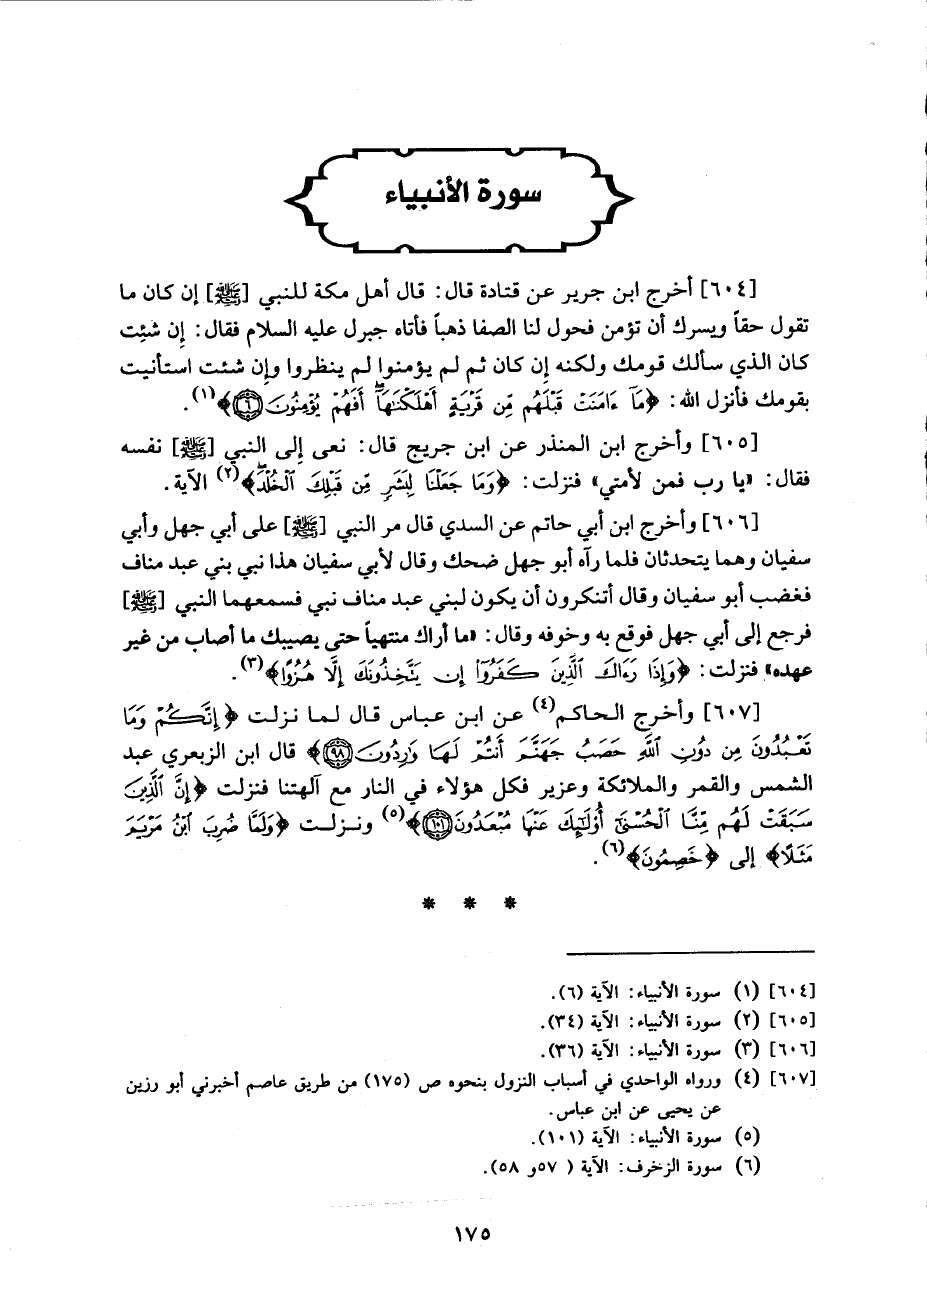 سورة الأنبياء
[٦٠٤] أخرج ابن جرير عن قتادة قال: قال أهل مكة للنبي [ﷺ] إن كان ما
تقول حقاً ويسرك أن تؤمن فحول لنا الصفا ذهباً فأتاه جبرل عليه السلام فقال: إن شئت
كان الذي سألك قومك ولكنه إن كان ثم لم يؤمنوا لم ينظروا وإن شئت استأنيت
بقومك فأنزل الله: ﴿مَآ ءَامَنَتْ قَبْلَهُم مِّن قَرْيَةٍ أَهْلَكْنَٰهَآۖ أَفَهُمْ يُؤْمِنُونَ ٦﴾(١).
[٦٠٥] وأخرج ابن المنذر عن ابن جريج قال: نعى إلى النبي [ﷺ] نفسه
فقال: «يا رب فمن لأمتي» فنزلت: ﴿وَمَا جَعَلْنَا لِبَشَرٍ مِّن قَبْلِكَ ٱلْخُلْدَۖ﴾(٢) الآية.
[٦٠٦] وأخرج ابن أبي حاتم عن السدي قال مر النبي [ﷺ] على أبي جهل وأبي
سفيان وهما يتحدثان فلما رآه أبو جهل ضحك وقال لأبي سفيان هذا نبي بني عبد مناف
فغضب أبو سفيان وقال أتنكرون أن يكون لبني عبد مناف نبي فسمعهما النبي [ﷺ]
فرجع إلى أبي جهل فوقع به وخوفه وقال: «ما أراك منتهياً حتى يصيبك ما أصاب من غير
عهده» فنزلت: ﴿وَإِذَا رَءَاكَ ٱلَّذِينَ كَفَرُوٓا۟ إِن يَتَّخِذُونَكَ إِلَّا هُزُوًا﴾(٣).
[٦٠٧] وأخرج الحاكم(٤) عن ابن عباس قال لما نزلت ﴿إِنَّكُمْ وَمَا
تَعْبُدُونَ مِن دُونِ ٱللَّهِ حَصَبُ جَهَنَّمَ أَنتُمْ لَهَا وَٰرِدُونَ ٩٨﴾ قال ابن الزبعري عبد
الشمس والقمر والملائكة وعزير فكل هؤلاء في النار مع آلهتنا فنزلت ﴿إِنَّ ٱلَّذِينَ
سَبَقَتْ لَهُم مِّنَّا ٱلْحُسْنَىٰٓ أُو۟لَٰٓئِكَ عَنْهَا مُبْعَدُونَ ١٠١﴾(٥) ونزلت ﴿وَلَمَّا ضُرِبَ ٱبْنُ مَرْيَمَ
مَثَلًا﴾ إلى ﴿خَصِمُونَ﴾(٦).
* * *
[٦٠٤] (١) سورة الأنبياء: الآية (٦).
[٦٠٥] (٢) سورة الأنبياء: الآية (٣٤).
[٦٠٦] (٣) سورة الأنبياء: الآية (٣٦).
[٦٠٧] (٤) ورواه الواحدي في أسباب النزول بنحوه ص (١٧٥) من طريق عاصم أخبرني أبو رزين
عن يحيى عن ابن عباس.
(٥) سورة الأنبياء: الآية (١٠١).
(٦) سورة الزخرف: الآية ( ٥٧و ٥٨).
١٧٥